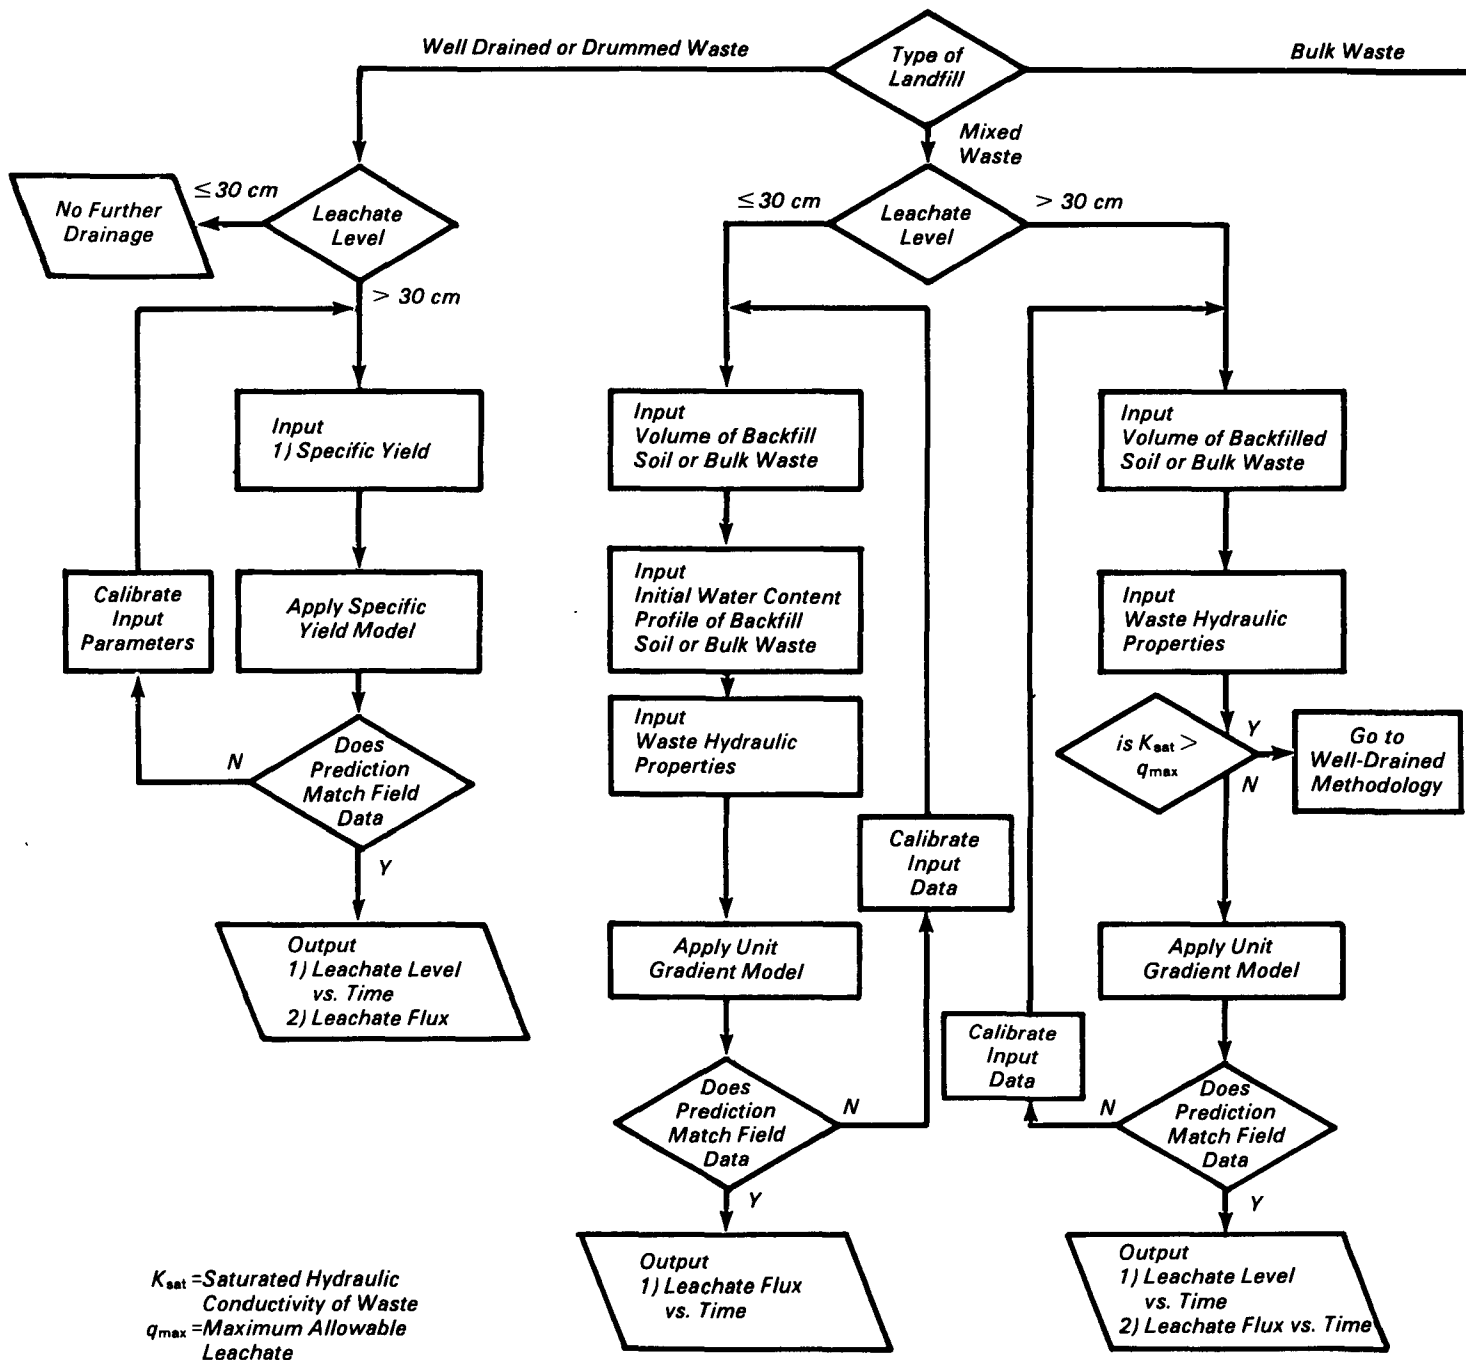 Well Drained or Drummed Waste
Type of
Landfill
Bulk Waste
Mixed
Waste
No Further
Drainage
≤30 cm
Leachate
Level
> 30 cm
≤30 cm
Leachate
Level
> 30 cm
Input
1) Specific Yield
Calibrate
Input
Parameters
Apply Specific
Yield Model
N
Does
Prediction
Match Field
Data
Y
Output
1) Leachate Level
vs. Time
2) Leachate Flux
Input
Volume of Backfill
Soil or Bulk Waste
Input
Initial Water Content
Profile of Backfill
Soil or Bulk Waste
Input
Waste Hydraulic
Properties
Calibrate
Input
Data
Apply Unit
Gradient Model
Does
Prediction
Match Field
Data
N
Y
Output
1) Leachate Flux
vs. Time
Input
Volume of Backfilled
Soil or Bulk Waste
Input
Waste Hydraulic
Properties
is Ksat >
qmax
Y
N
Go to
Well-Drained
Methodology
Apply Unit
Gradient Model
Calibrate
Input
Data
N
Does
Prediction
Match Field
Data
Y
Output
1) Leachate Level
vs. Time
2) Leachate Flux vs. Time
Ksat =Saturated Hydraulic
Conductivity of Waste
qmax =Maximum Allowable
Leachate